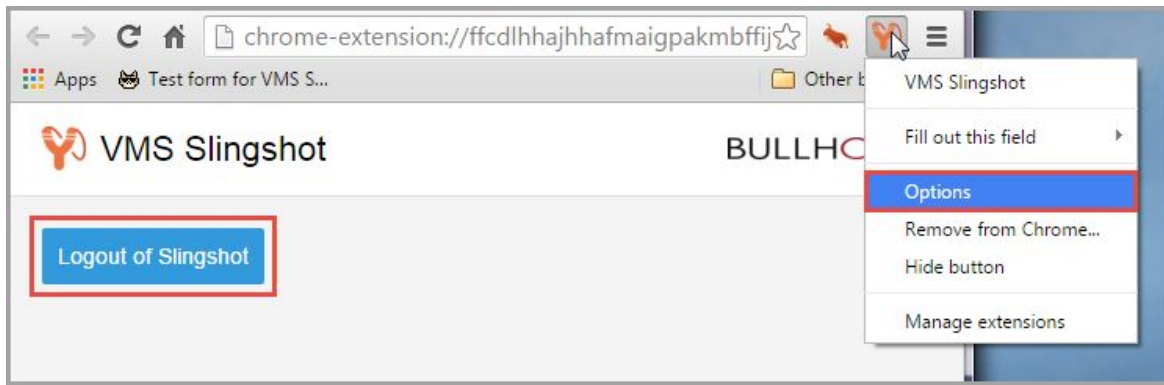 chrome-extension://ffcdlhhajhhafmaigpakmbffij
Apps Test form for VMS S... Other b
VMS Slingshot
BULLHO
Logout of Slingshot
VMS Slingshot
Fill out this field
Options
Remove from Chrome...
Hide button
Manage extensions